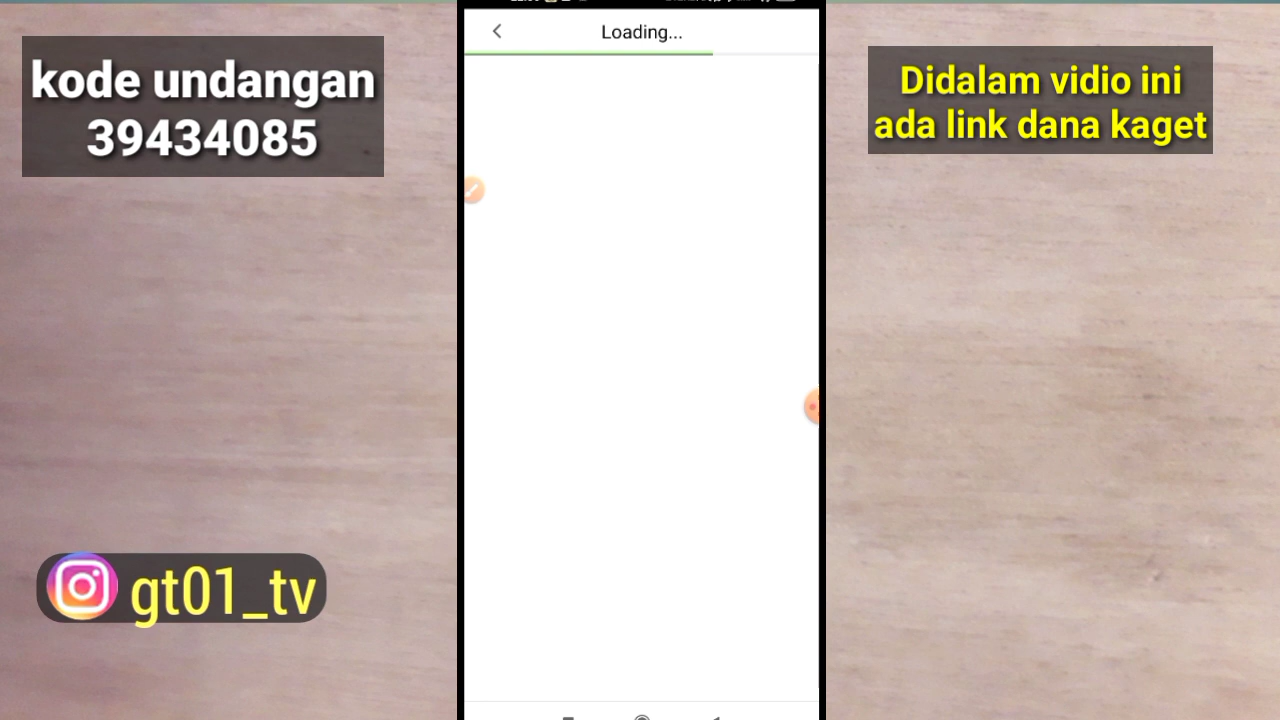 kode undangan
39434085
Loading...
Didalam vidio ini
ada link dana kaget
gt01_tv